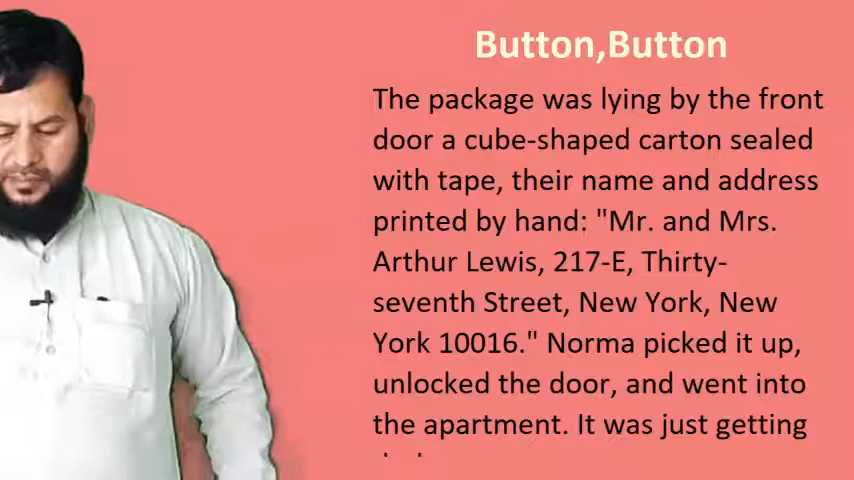 Button,Button
The package was lying by the front
door a cube-shaped carton sealed
with tape, their name and address
printed by hand: "Mr. and Mrs.
Arthur Lewis, 217-E, Thirty-
seventh Street, New York, New
York 10016." Norma picked it up,
unlocked the door, and went into
the apartment. It was just getting